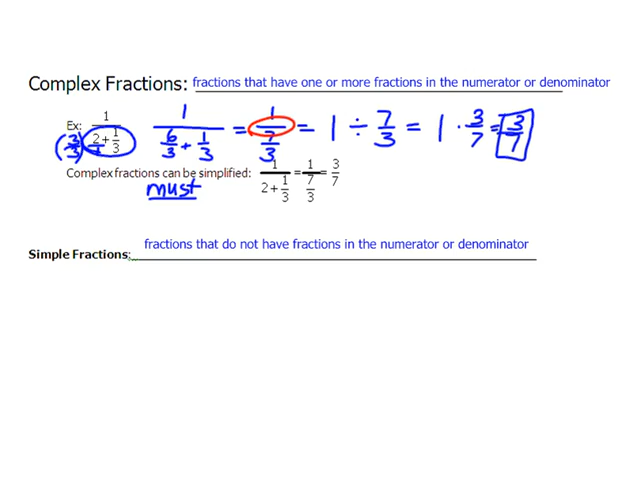 Complex Fractions: fractions that have one or more fractions in the numerator or denominator
Ex: 1/(2 + 1/3) (3/3) 1/(6/3 + 1/3) = 1/(7/3) = 1 ÷ 7/3 = 1 · 3/7 = 3/7
Complex fractions can be simplified: 1/(2 + 1/3) = 1/(7/3) = 3/7
must
fractions that do not have fractions in the numerator or denominator
Simple Fractions: